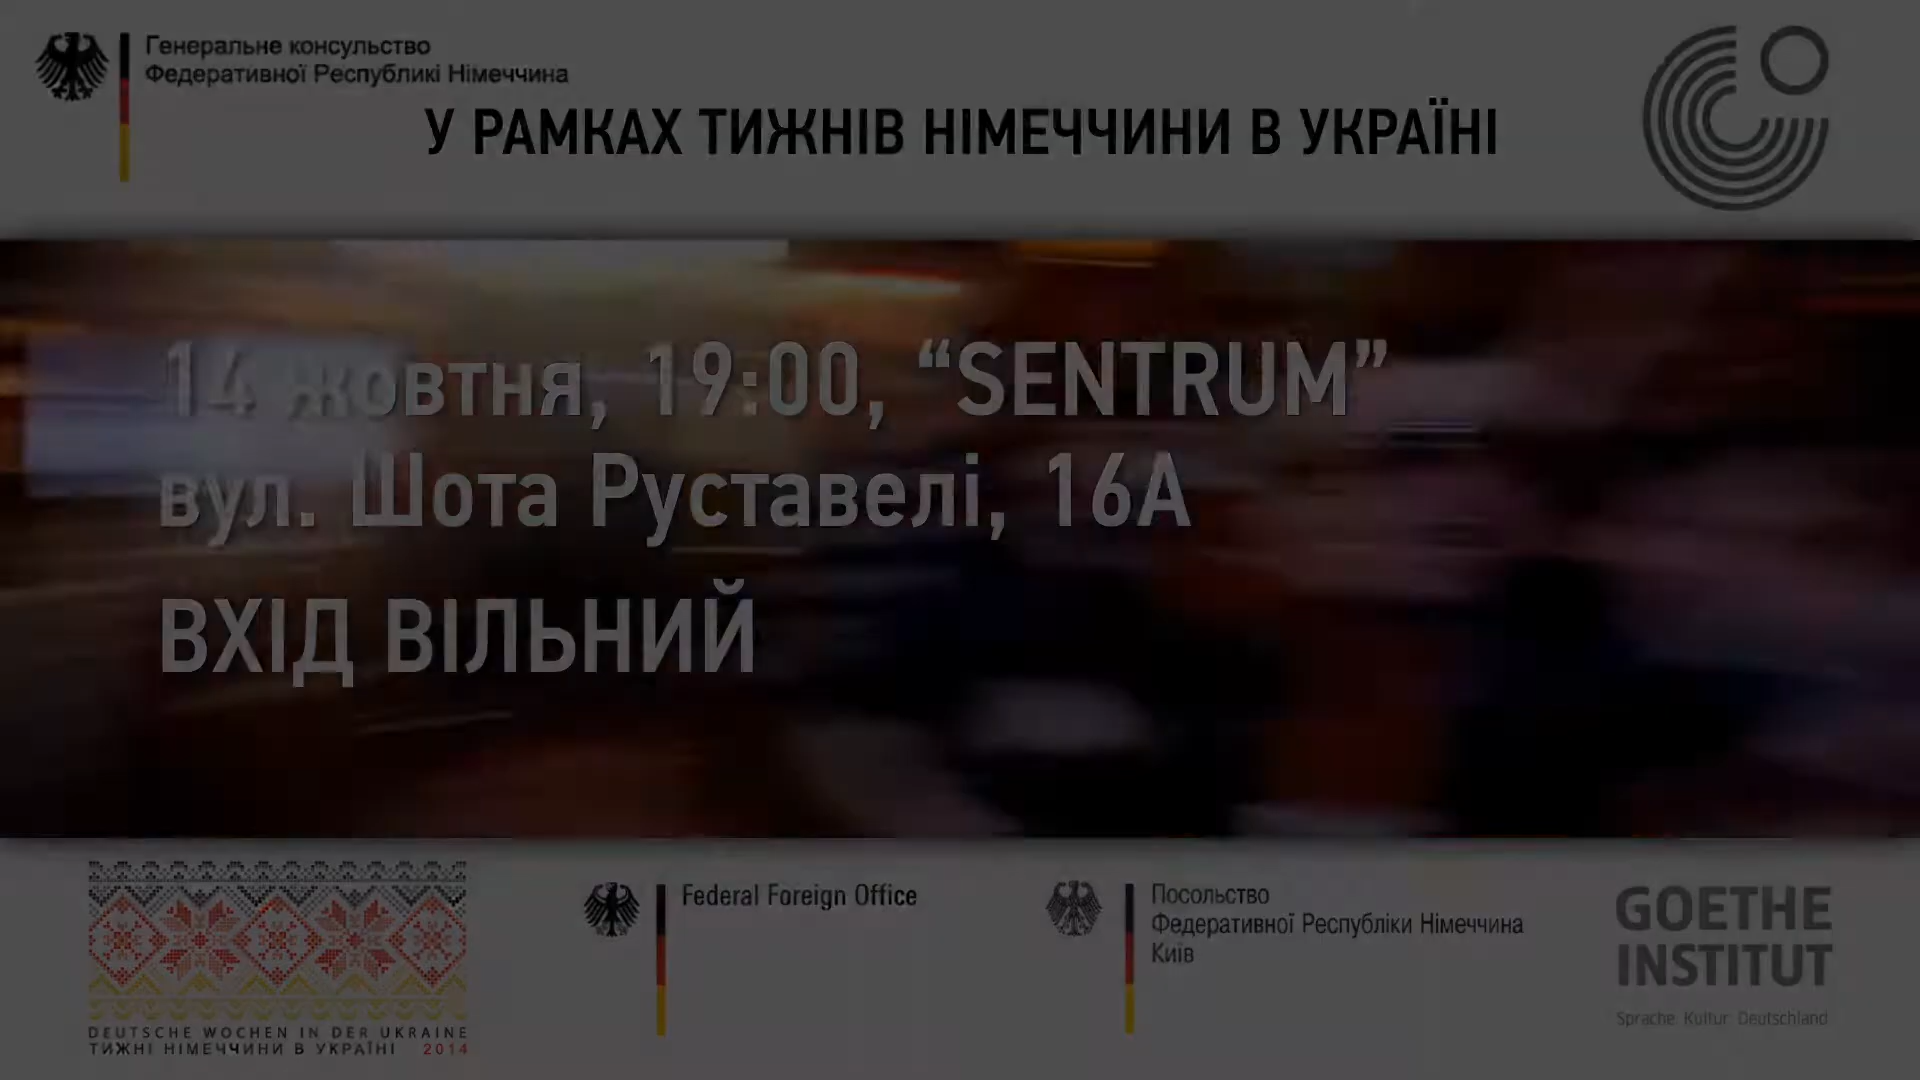 Генеральне консульство
Федеративної Республикі Німеччина
У РАМКАХ ТИЖНІВ НІМЕЧЧИНИ В УКРАЇНІ
14 жовтня, 19:00, “SENTRUM”
вул. Шота Руставелі, 16А
ВХІД ВІЛЬНИЙ
DEUTSCHE WOCHEN IN DER UKRAINE
ТИЖНІ НІМЕЧЧИНИ В УКРАЇНІ 2014
Federal Foreign Office
Посольство
Федеративної Республіки Німеччина
Київ
GOETHE
INSTITUT
Sprache. Kultur. Deutschland.